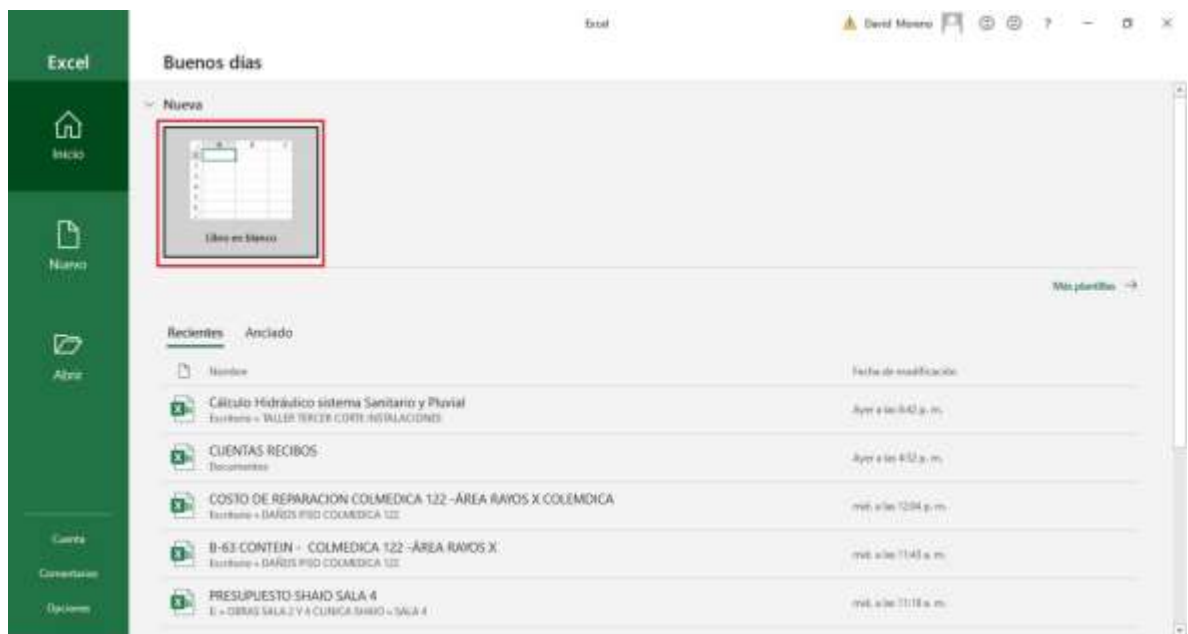 Excel
David Moreno
?
Excel
Buenos días
Nueva
Inicio
A B C
Libro en blanco
Nuevo
Más plantillas
Recientes Anclado
Abrir
Nombre
Fecha de modificación
Cálculo Hidráulico sistema Sanitario y Pluvial
Escritorio » TALLER TERCER CORTE INSTALACIONES
Ayer a las
CUENTAS RECIBOS
Documentos
Ayer a las 4:52 p. m.
COSTO DE REPARACION COLMEDICA 122 -ÁREA RAYOS X COLEMDICA
Escritorio » DAÑOS PISO COLMEDICA 122
mié. a las 12:04 p. m.
B-63 CONTEIN - COLMEDICA 122 -ÁREA RAYOS X
Escritorio » DAÑOS PISO COLMEDICA 122
mié. a las 11:43 a. m.
PRESUPUESTO SHAIO SALA 4
E: » OBRAS SALA 2 Y 4 CLINICA SHAIO » SALA 4
mié. a las 11:18 a. m.
Cuenta
Comentarios
Opciones